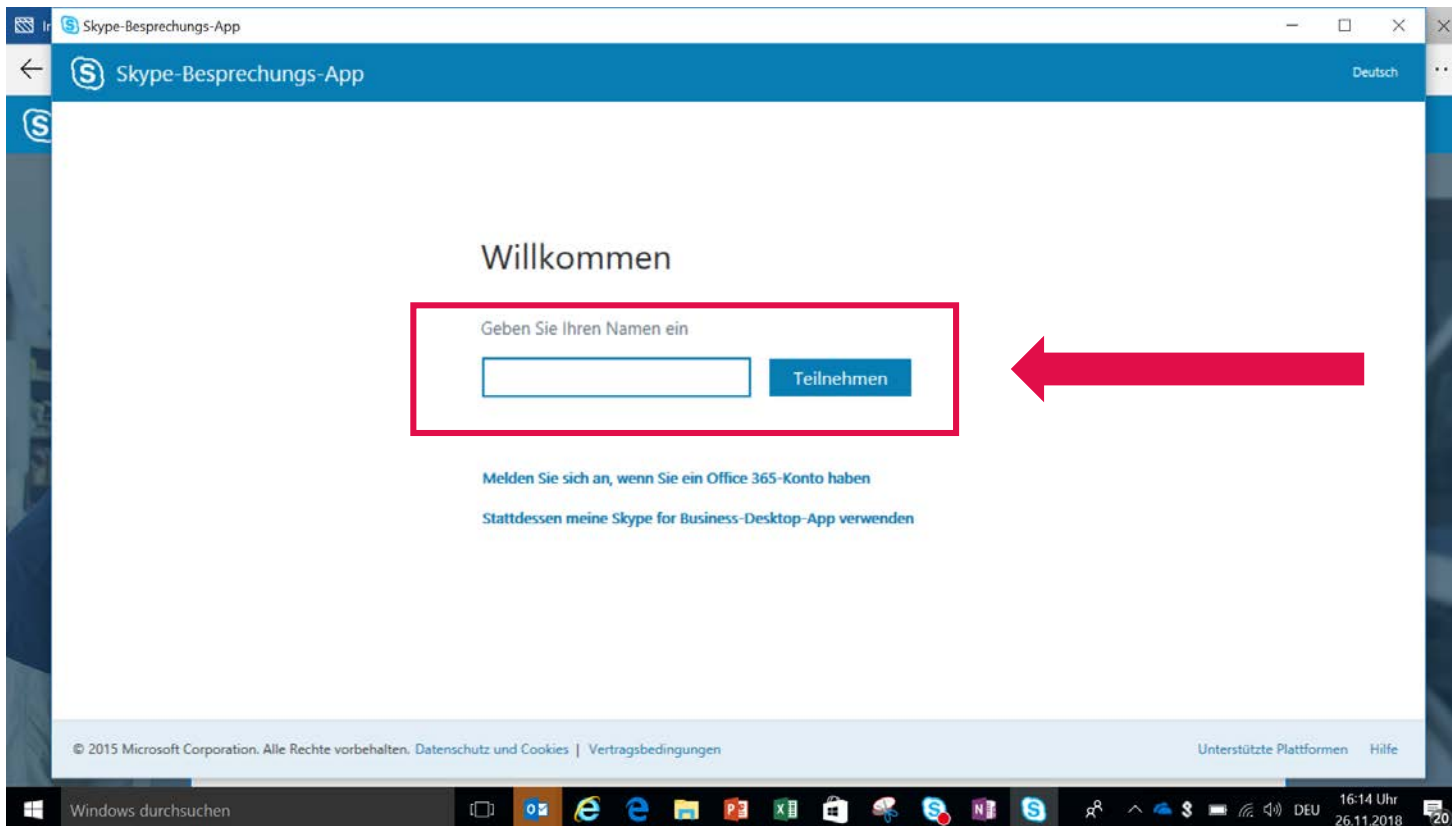 Skype-Besprechungs-App
Skype-Besprechungs-App
Deutsch
Willkommen
Geben Sie Ihren Namen ein
Teilnehmen
Melden Sie sich an, wenn Sie ein Office 365-Konto haben
Stattdessen meine Skype for Business-Desktop-App verwenden
© 2015 Microsoft Corporation. Alle Rechte vorbehalten. Datenschutz und Cookies | Vertragsbedingungen
Unterstützte Plattformen Hilfe
Windows durchsuchen
DEU
16:14 Uhr
26.11.2018
20